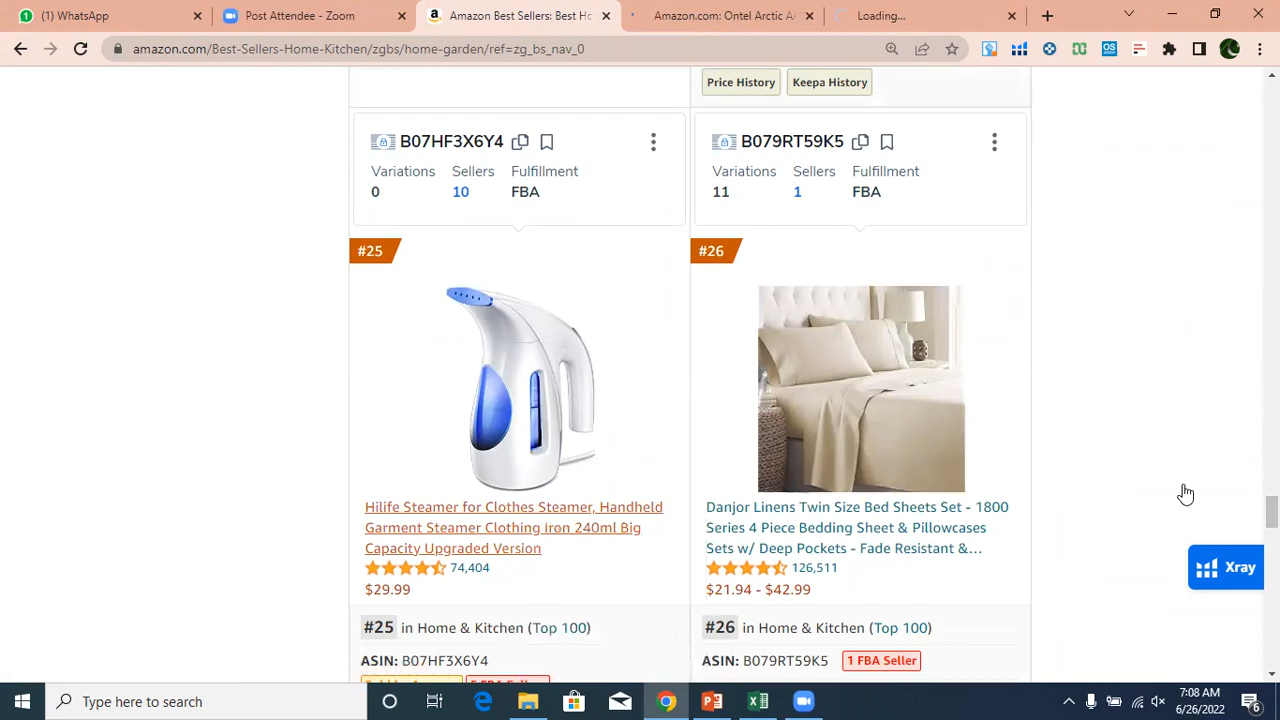 (1) WhatsApp
Post Attendee - Zoom
Amazon Best Sellers: Best Ho
Amazon.com: Ontel Arctic A
Loading...
amazon.com/Best-Sellers-Home-Kitchen/zgbs/home-garden/ref=zg_bs_nav_0
Price History
Keepa History
B07HF3X6Y4
Variations Sellers Fulfillment
0 10 FBA
B079RT59K5
Variations Sellers Fulfillment
11 1 FBA
#25
Hilife Steamer for Clothes Steamer, Handheld
Garment Steamer Clothing Iron 240ml Big
Capacity Upgraded Version
74,404
$29.99
#25 in Home & Kitchen (Top 100)
ASIN: B07HF3X6Y4
#26
Danjor Linens Twin Size Bed Sheets Set - 1800
Series 4 Piece Bedding Sheet & Pillowcases
Sets w/ Deep Pockets - Fade Resistant &...
126,511
$21.94 - $42.99
#26 in Home & Kitchen (Top 100)
ASIN: B079RT59K5 1 FBA Seller
Xray
Type here to search
7:08 AM
6/26/2022
6